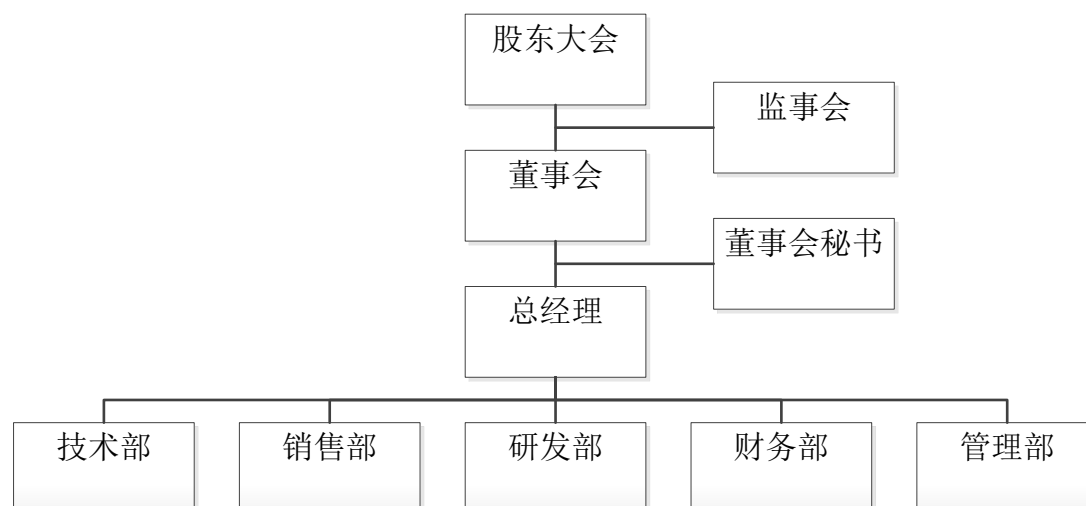 股东大会
监事会
董事会
董事会秘书
总经理
技术部
销售部
研发部
财务部
管理部